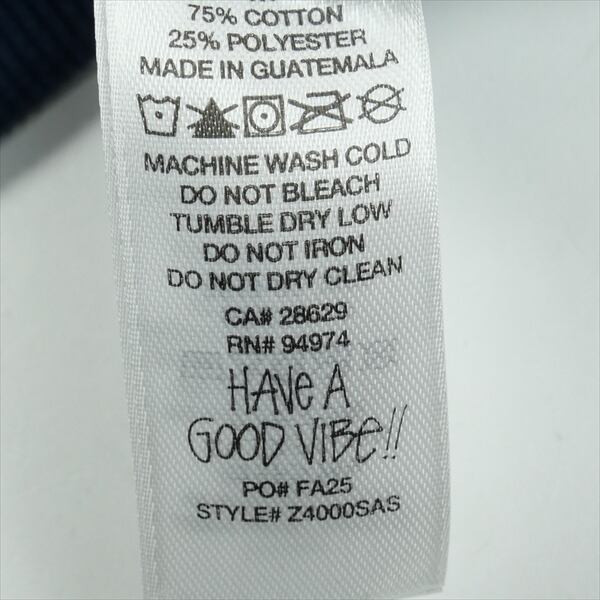 75% COTTON
25% POLYESTER
MADE IN GUATEMALA
MACHINE WASH COLD
DO NOT BLEACH
TUMBLE DRY LOW
DO NOT IRON
DO NOT DRY CLEAN
CA# 28629
RN# 94974
HAVe A
GOOD VIBe!!
PO# FA25
STYLE# Z4000SAS